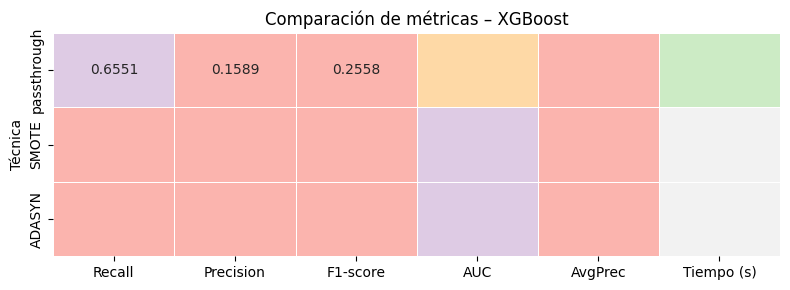 Comparación de métricas – XGBoost
Técnica
passthrough
0.6551 0.1589 0.2558
SMOTE
ADASYN
Recall Precision F1-score AUC AvgPrec Tiempo (s)